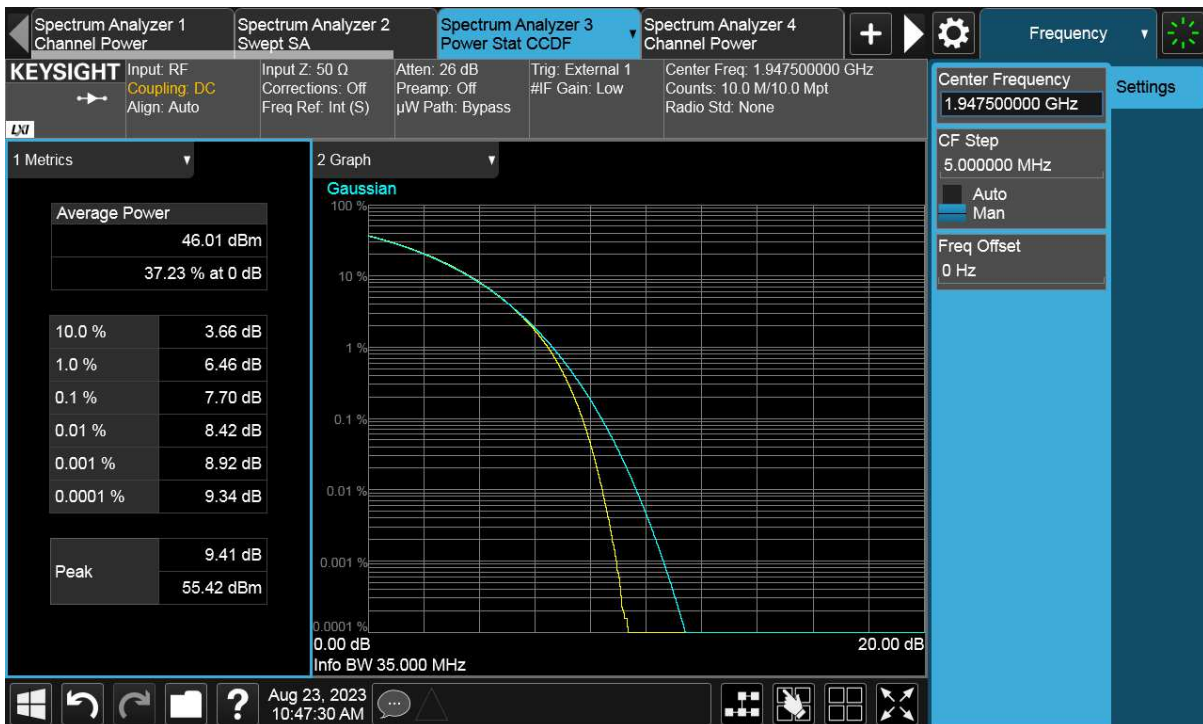 Spectrum Analyzer 1
Channel Power
Spectrum Analyzer 2
Swept SA
Spectrum Analyzer 3
Power Stat CCDF
Spectrum Analyzer 4
Channel Power
+
Frequency
KEYSIGHT
LXI
Input: RF
Coupling: DC
Align: Auto
Input Z: 50 Ω
Corrections: Off
Freq Ref: Int (S)
Atten: 26 dB
Preamp: Off
µW Path: Bypass
Trig: External 1
#IF Gain: Low
Center Freq: 1.947500000 GHz
Counts: 10.0 M/10.0 Mpt
Radio Std: None
Center Frequency
1.947500000 GHz
Settings
CF Step
5.000000 MHz
Auto
Man
Freq Offset
0 Hz
1 Metrics
Average Power
46.01 dBm
37.23 % at 0 dB
10.0 % 3.66 dB
1.0 % 6.46 dB
0.1 % 7.70 dB
0.01 % 8.42 dB
0.001 % 8.92 dB
0.0001 % 9.34 dB
Peak
9.41 dB
55.42 dBm
2 Graph
Gaussian
100 %
10 %
1 %
0.1 %
0.01 %
0.001 %
0.0001 %
0.00 dB
20.00 dB
Info BW 35.000 MHz
?
Aug 23, 2023
10:47:30 AM